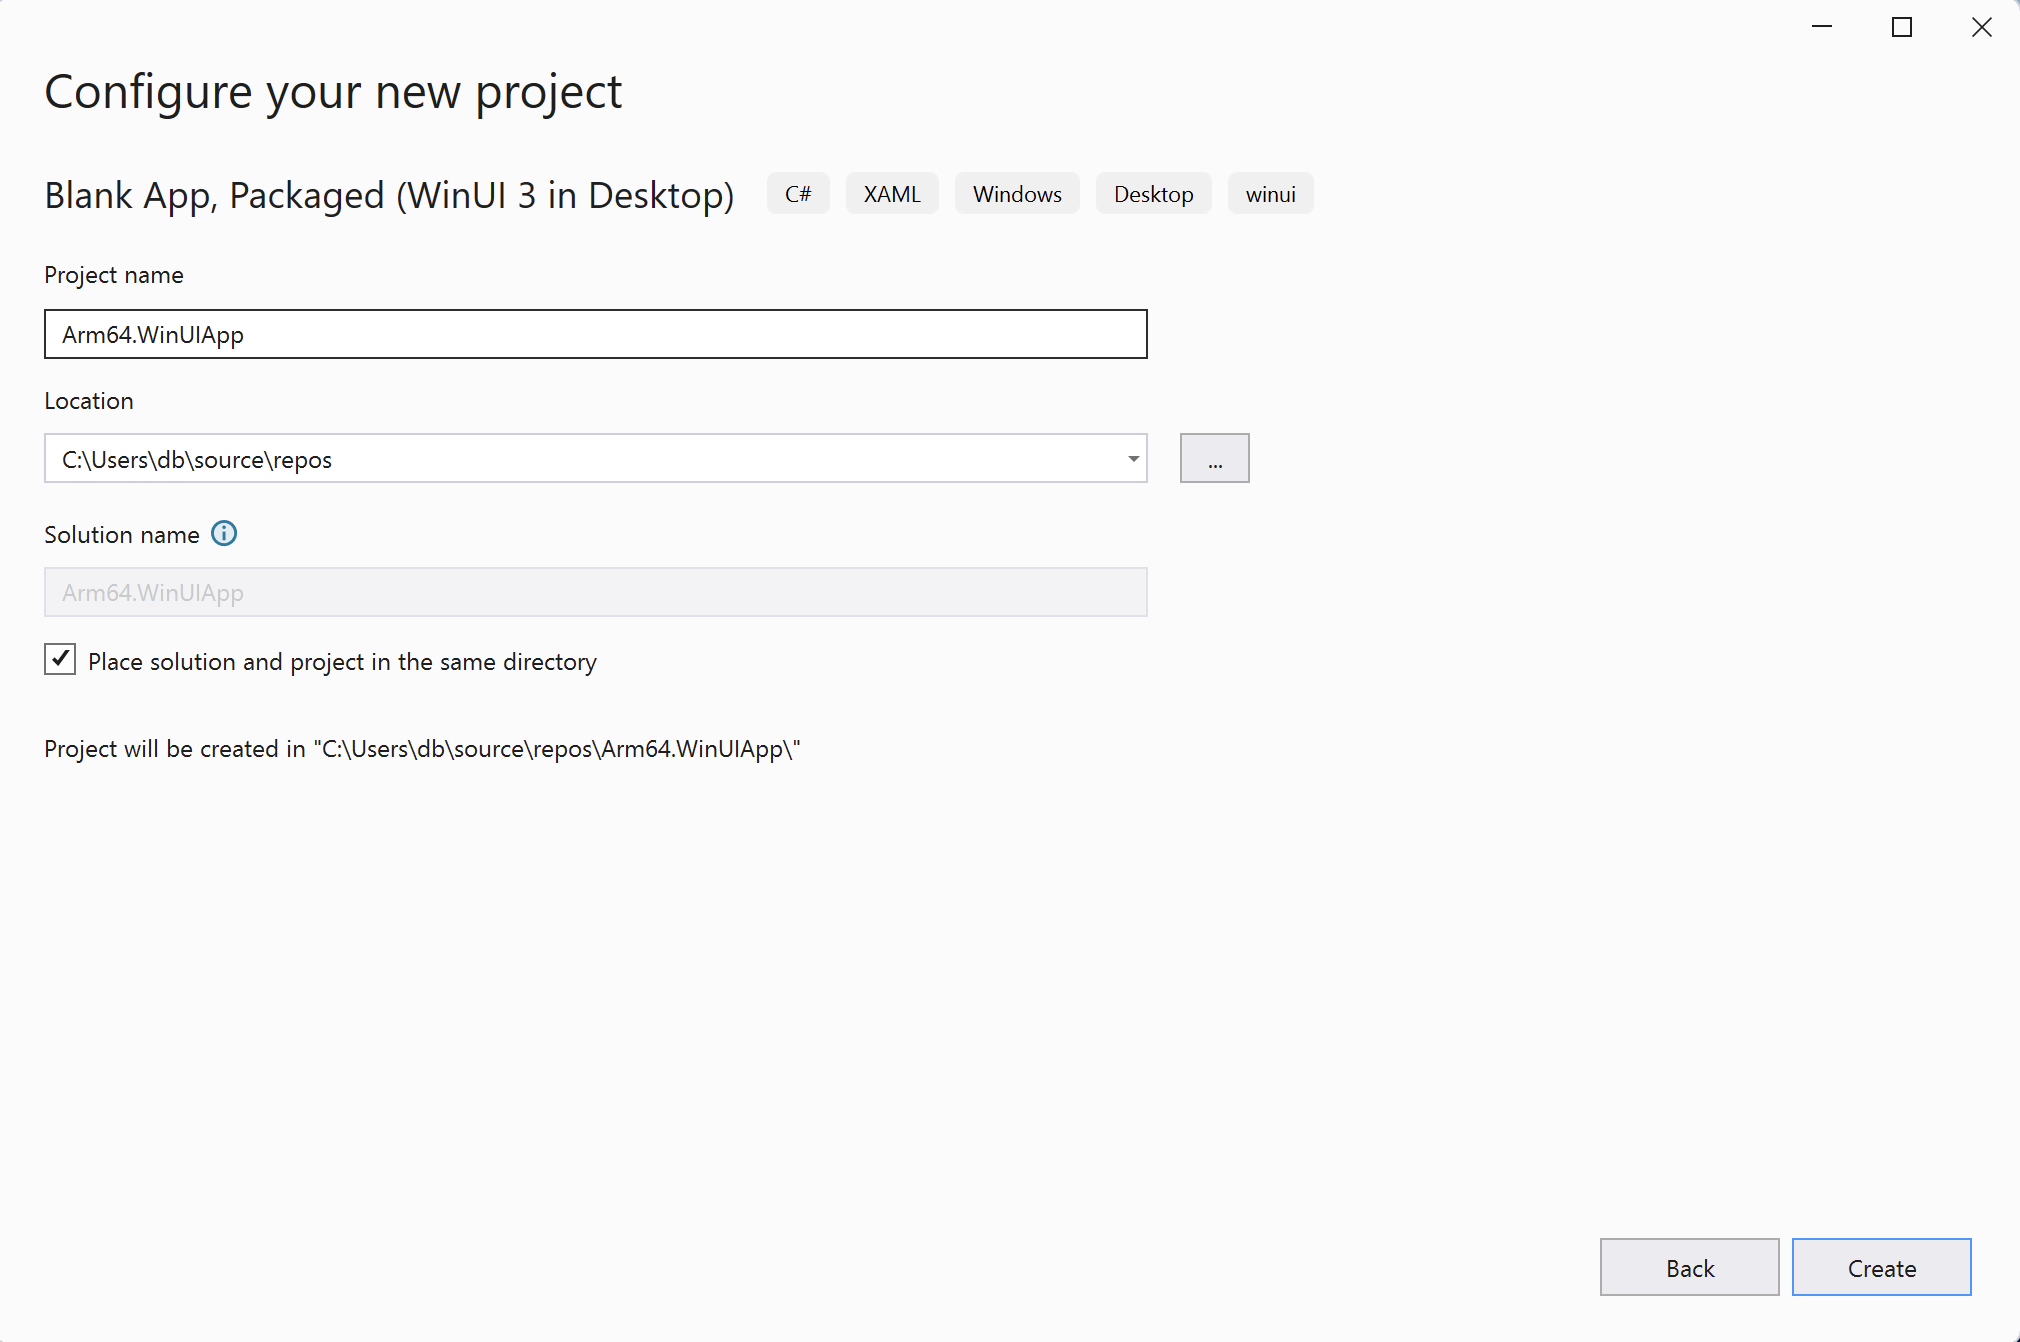 Configure your new project
Blank App, Packaged (WinUI 3 in Desktop) C# XAML Windows Desktop winui
Project name
Arm64.WinUIApp
Location
C:\Users\db\source\repos
...
Solution name
Arm64.WinUIApp
Place solution and project in the same directory
Project will be created in "C:\Users\db\source\repos\Arm64.WinUIApp\"
Back Create